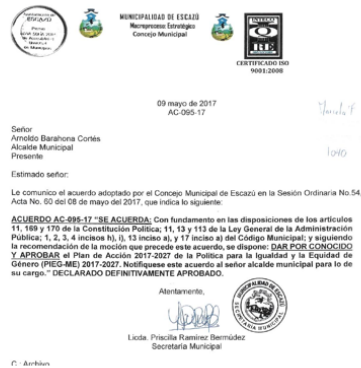 MUNICIPALIDAD DE ESCAZÚ
Macroproceso Estratégico
Concejo Municipal
INTECO
CERTIFICADO ISO
9001:2008
09 mayo de 2017
AC-095-17
1040
Señor
Arnoldo Barahona Cortés
Alcalde Municipal
Presente
Estimado señor:
Le comunico el acuerdo adoptado por el Concejo Municipal de Escazú en la Sesión Ordinaria No.54,
Acta No. 60 del 08 de mayo del 2017, que indica lo siguiente:
ACUERDO AC-095-17 "SE ACUERDA: Con fundamento en las disposiciones de los artículos
11, 169 y 170 de la Constitución Política; 11, 13 y 113 de la Ley General de la Administración
Pública; 1, 2, 3, 4 incisos h), i), 13 inciso a), y 17 inciso a) del Código Municipal; y siguiendo
la recomendación de la moción que precede este acuerdo, se dispone: DAR POR CONOCIDO
Y APROBAR el Plan de Acción 2017-2027 de la Política para la Igualdad y la Equidad de
Género (PIEG-ME) 2017-2027. Notifíquese este acuerdo al señor alcalde municipal para lo de
su cargo." DECLARADO DEFINITIVAMENTE APROBADO.
Atentamente,
MUNICIPALIDAD DE ESCAZU
SECRETARIA MUNICIPAL
Licda. Priscilla Ramírez Bermúdez
Secretaria Municipal
C.: Archivo